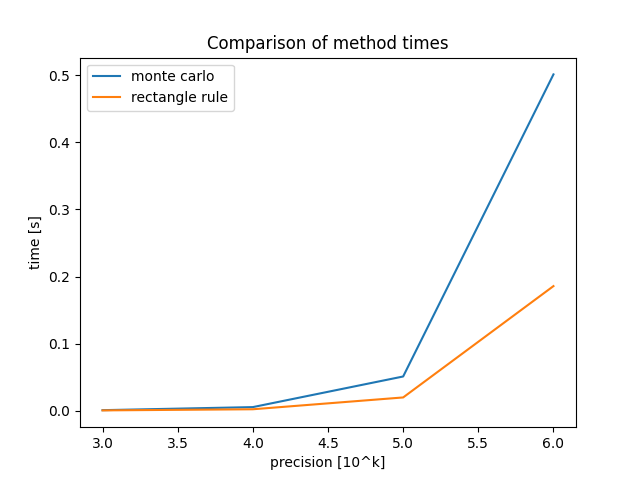 Comparison of method times
monte carlo
rectangle rule
time [s]
0.5
0.4
0.3
0.2
0.1
0.0
3.0 3.5 4.0 4.5 5.0 5.5 6.0
precision [10^k]